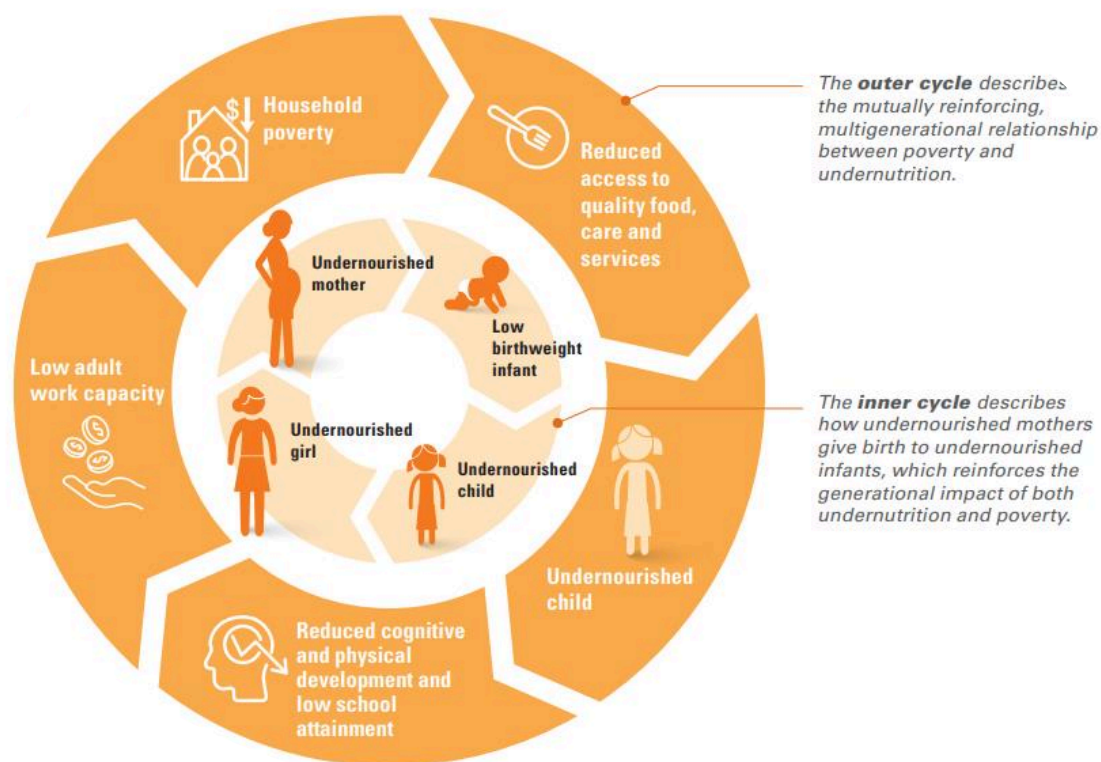 Household
poverty
$
Reduced
access to
quality food,
care and
services
The outer cycle describes
the mutually reinforcing,
multigenerational relationship
between poverty and
undernutrition.
Undernourished
mother
Low
birthweight
infant
Low adult
work capacity
$
$
$
Undernourished
girl
Undernourished
child
The inner cycle describes
how undernourished mothers
give birth to undernourished
infants, which reinforces the
generational impact of both
undernutrition and poverty.
Undernourished
child
Reduced cognitive
and physical
development and
low school
attainment